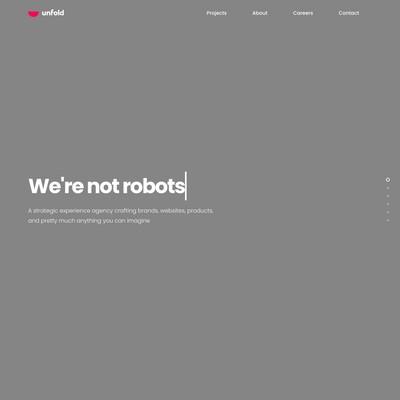 unfold
Projects
About
Careers
Contact
We're not robots
A strategic experience agency crafting brands, websites, products,
and pretty much anything you can imagine